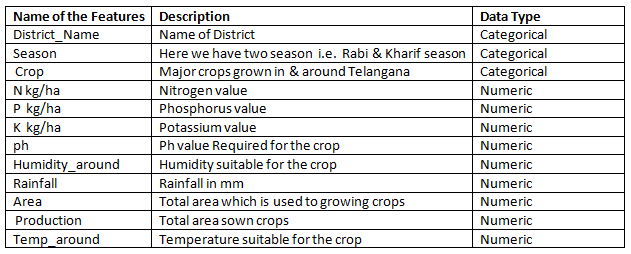 Name of the Features Description Data Type
District_Name Name of District Categorical
Season Here we have two season i.e. Rabi & Kharif season Categorical
Crop Major crops grown in & around Telangana Categorical
N kg/ha Nitrogen value Numeric
P kg/ha Phosphorus value Numeric
K kg/ha Potassium value Numeric
ph Ph value Required for the crop Numeric
Humidity_around Humidity suitable for the crop Numeric
Rainfall Rainfall in mm Numeric
Area Total area which is used to growing crops Numeric
Production Total area sown crops Numeric
Temp_around Temperature suitable for the crop Numeric